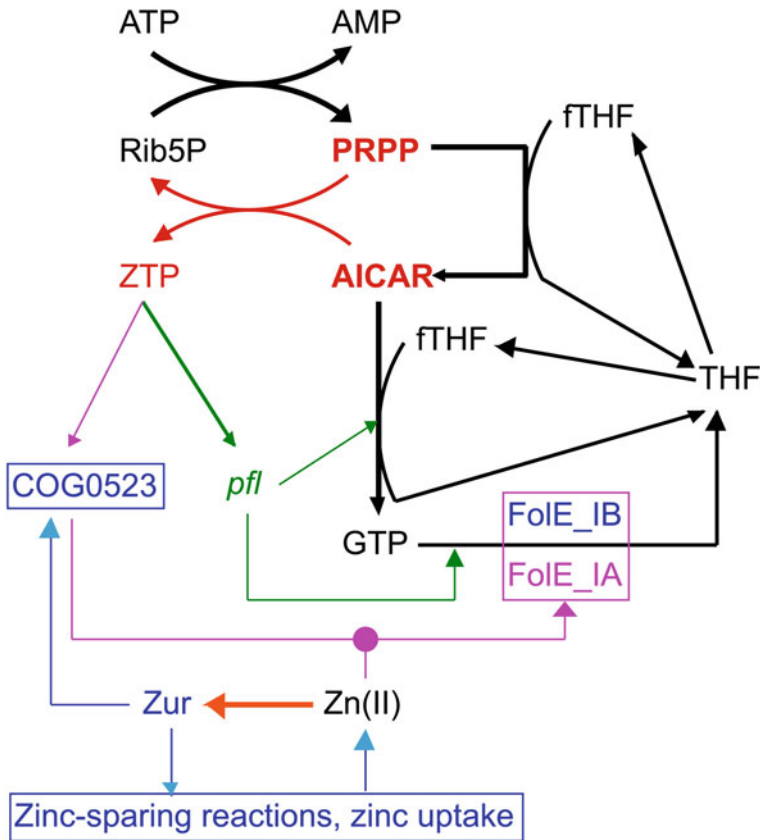 ATP AMP
Rib5P PRPP fTHF
ZTP AICAR
fTHF THF
COG0523 pfl
GTP FolE_IB
FolE_IA
Zur Zn(II)
Zinc-sparing reactions, zinc uptake